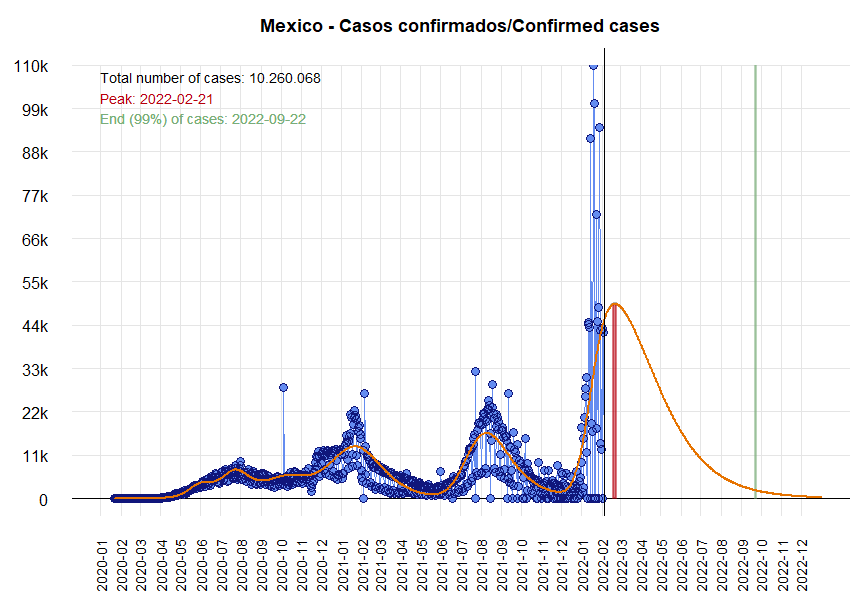 Mexico - Casos confirmados/Confirmed cases
110k
99k
88k
77k
66k
55k
44k
33k
22k
11k
0
Total number of cases: 10.260.068
Peak: 2022-02-21
End (99%) of cases: 2022-09-22
2020-01
2020-02
2020-03
2020-04
2020-05
2020-06
2020-07
2020-08
2020-09
2020-10
2020-11
2020-12
2021-01
2021-02
2021-03
2021-04
2021-05
2021-06
2021-07
2021-08
2021-09
2021-10
2021-11
2021-12
2022-01
2022-02
2022-03
2022-04
2022-05
2022-06
2022-07
2022-08
2022-09
2022-10
2022-11
2022-12